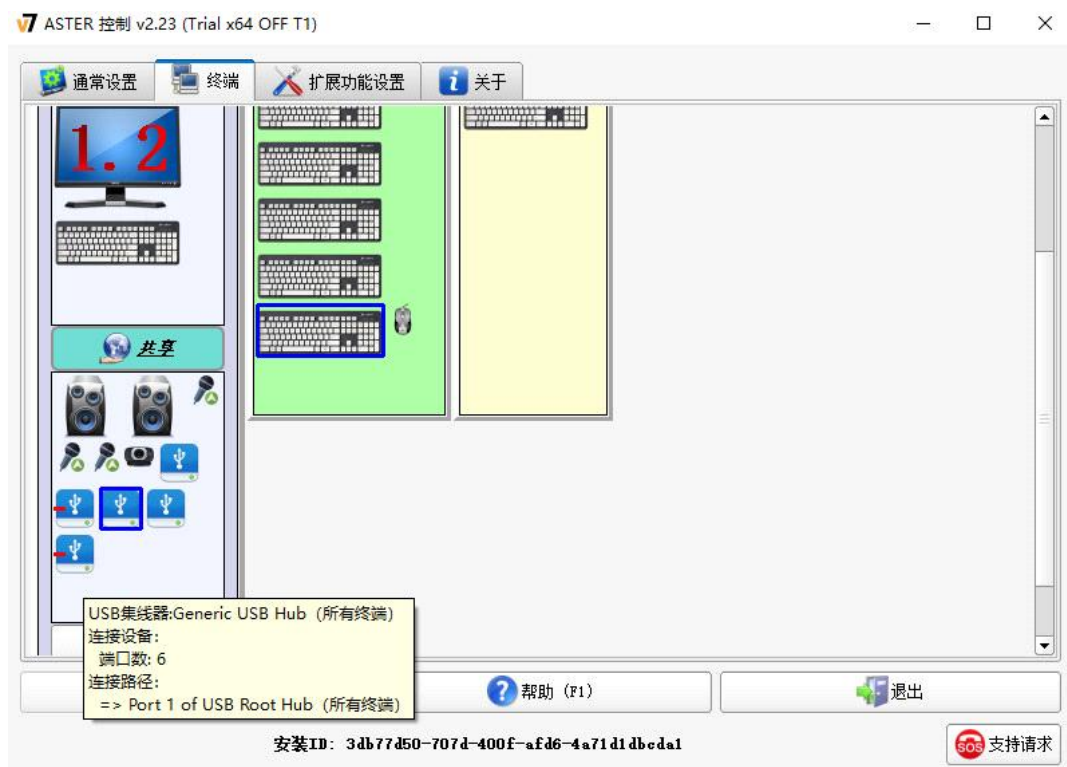 ASTER 控制 v2.23 (Trial x64 OFF T1)
通常设置 终端 扩展功能设置 关于
1.2
共享
USB集线器:Generic USB Hub（所有终端）
连接设备:
端口数: 6
连接路径:
=> Port 1 of USB Root Hub（所有终端）
帮助（F1） 退出
安装ID: 3db77d50-707d-400f-afd6-4a71d1dbcda1
支持请求